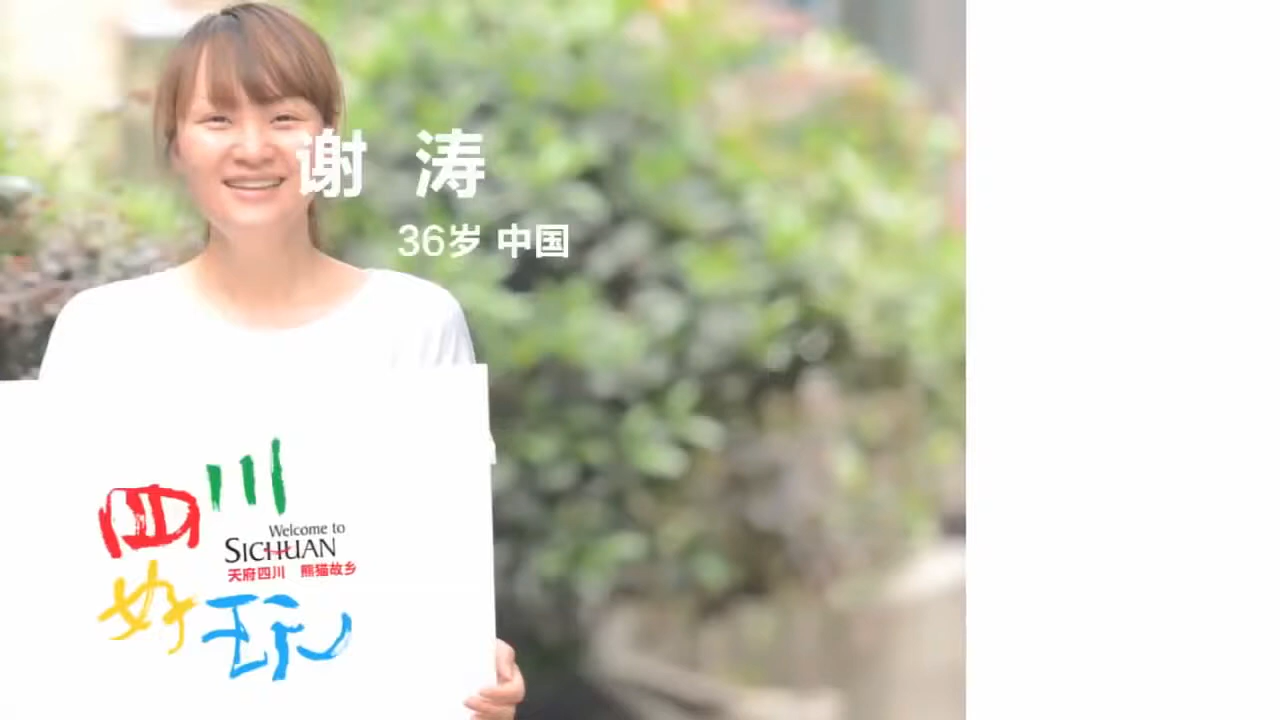 谢 涛
36岁 中国
四川
Welcome to
SICHUAN
天府四川 熊猫故乡
好玩